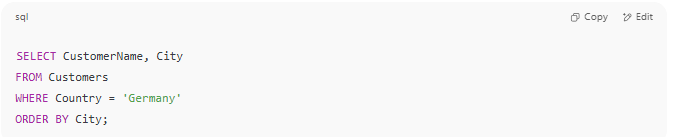 sql Copy Edit
SELECT CustomerName, City
FROM Customers
WHERE Country = 'Germany'
ORDER BY City;